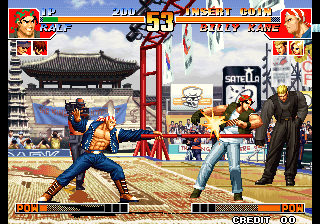 1P 200 53 INSERT COIN
RALF BILLY KANE
SATELLA
POW POW
CREDIT 00